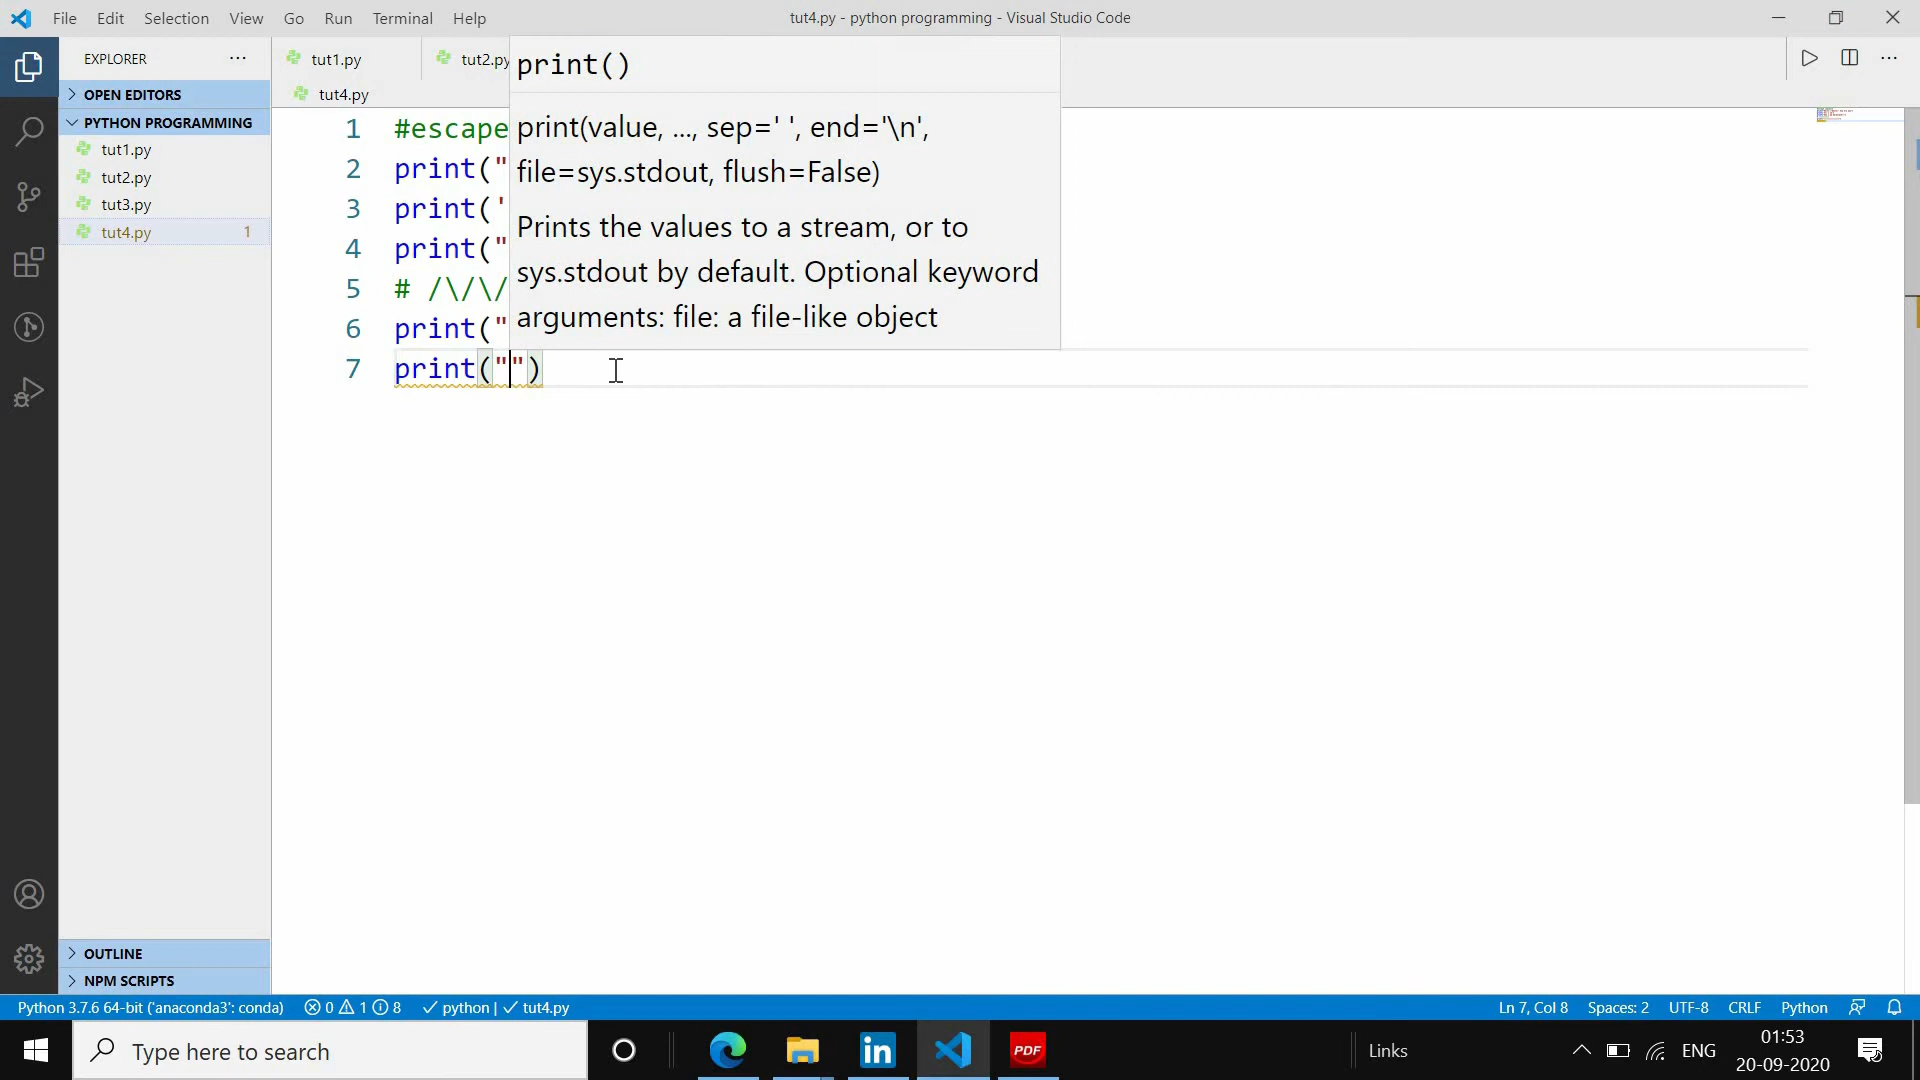 File Edit Selection View Go Run Terminal Help
tut4.py - python programming - Visual Studio Code
EXPLORER
OPEN EDITORS
PYTHON PROGRAMMING
tut1.py
tut2.py
tut3.py
tut4.py 1
OUTLINE
NPM SCRIPTS
tut1.py tut2.py
tut4.py
print()
print(value, ..., sep=' ', end='\n',
file=sys.stdout, flush=False)
Prints the values to a stream, or to
sys.stdout by default. Optional keyword
arguments: file: a file-like object
1 #escape
2 print("
3 print('
4 print("
5 # /\/\/
6 print("
7 print("")
Python 3.7.6 64-bit ('anaconda3': conda) 0 1 8 python | tut4.py
Ln 7, Col 8 Spaces: 2 UTF-8 CRLF Python
Type here to search
in
PDF
Links
ENG
01:53
20-09-2020